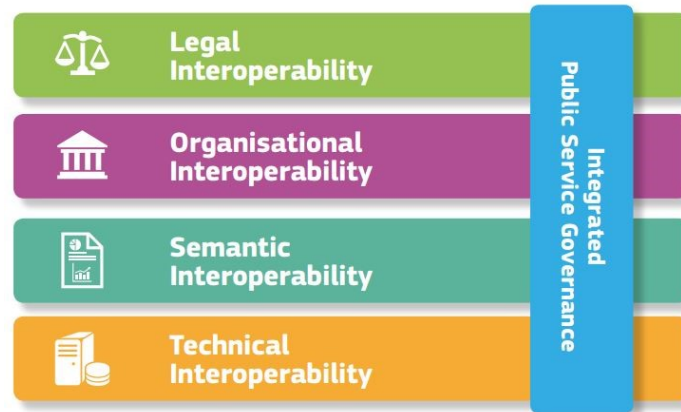 Legal
Interoperability
Organisational
Interoperability
Semantic
Interoperability
Technical
Interoperability
Integrated
Public Service Governance